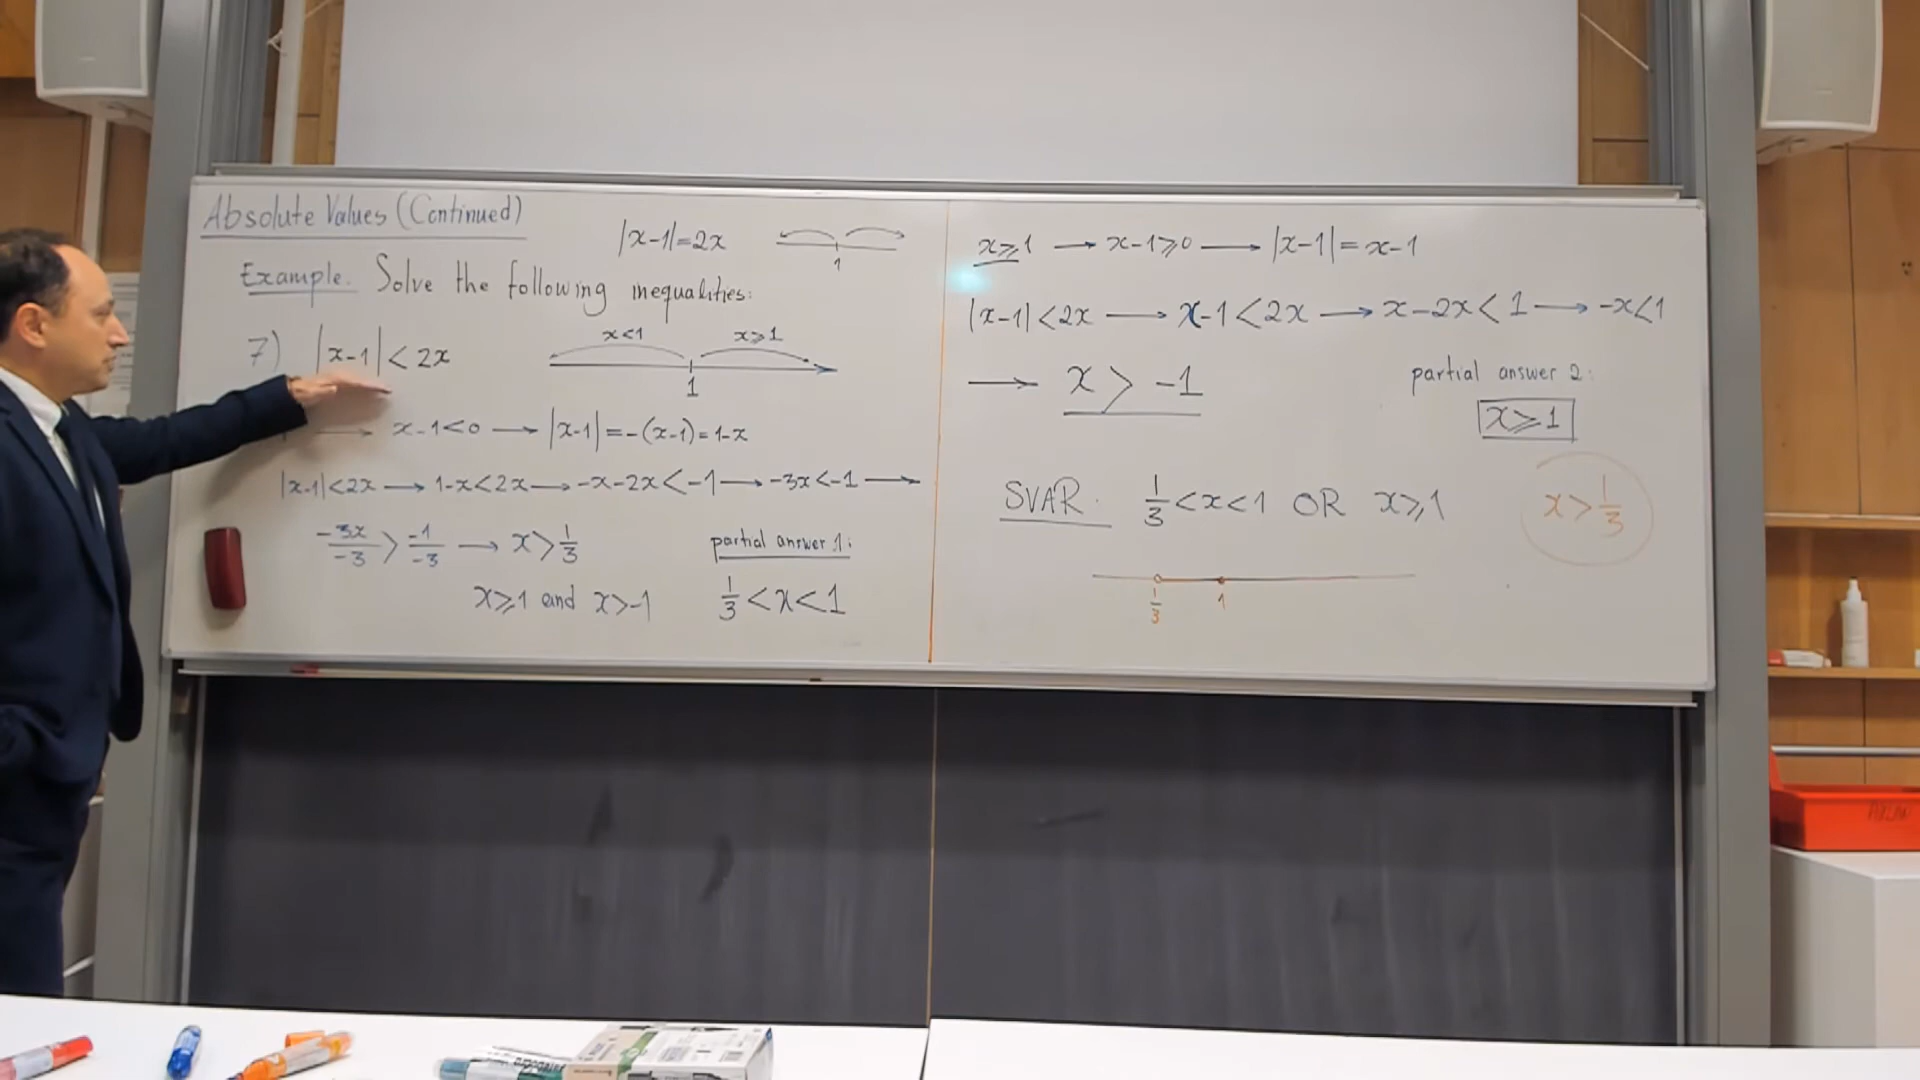 Absolute Values (Continued)
|x-1|=2x
1
Example. Solve the following inequalities:
7) |x-1| < 2x
x<1 x⩾1
1
→ x-1<0 → |x-1| = -(x-1) = 1-x
|x-1|<2x → 1-x<2x → -x-2x<-1 → -3x<-1 →
-3x/-3 > -1/-3 → x > 1/3
partial answer 1:
x⩾1 and x>-1
1/3 < x < 1
x⩾1 → x-1⩾0 → |x-1| = x-1
|x-1|<2x → x-1<2x → x-2x<1 → -x<1
→ x > -1
partial answer 2:
x⩾1
SVAR. 1/3 < x < 1 OR x⩾1
x > 1/3
1/3 1